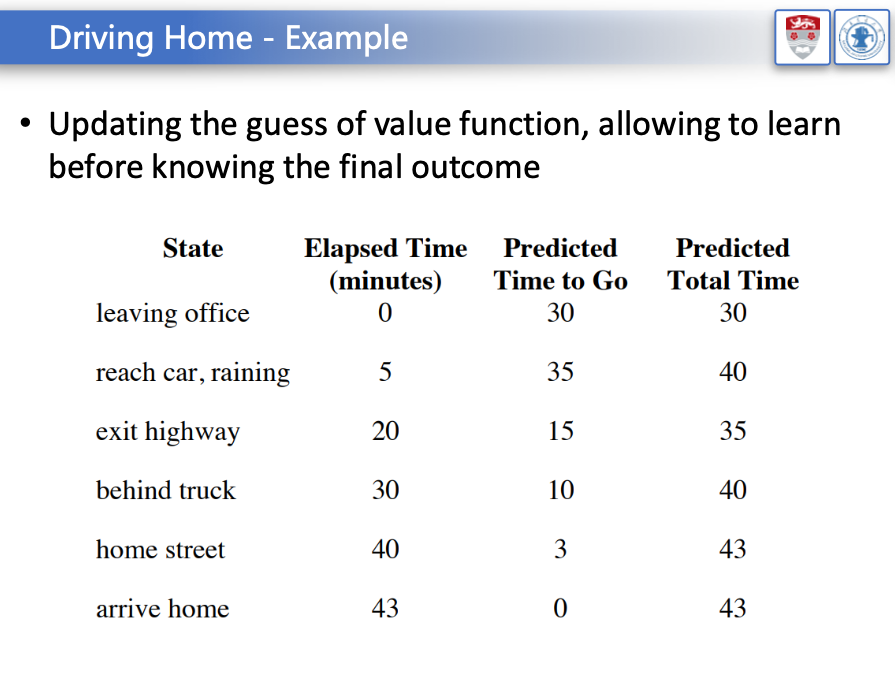 Driving Home - Example
• Updating the guess of value function, allowing to learn
before knowing the final outcome
State Elapsed Time Predicted Predicted
(minutes) Time to Go Total Time
leaving office 0 30 30
reach car, raining 5 35 40
exit highway 20 15 35
behind truck 30 10 40
home street 40 3 43
arrive home 43 0 43